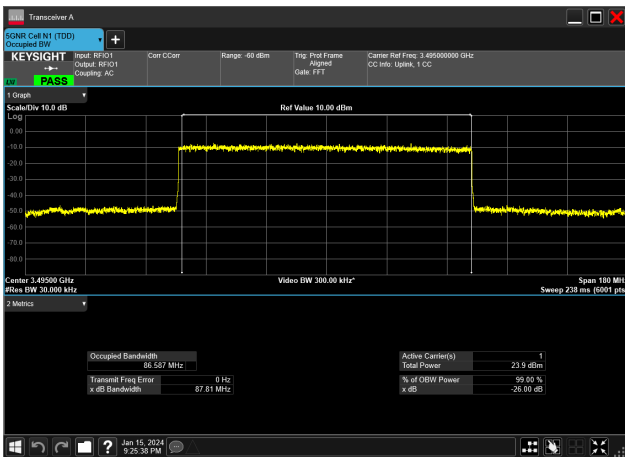 Transceiver A
5GNR Cell N1 (TDD)
Occupied BW
KEYSIGHT
PASS
Input: RFIO1
Output: RFIO1
Coupling: AC
Corr CCorr
Range: -60 dBm
Trig: Prot Frame
Aligned
Gate: FFT
Carrier Ref Freq: 3.495000000 GHz
CC Info: Uplink, 1 CC
1 Graph
Scale/Div 10.0 dB
Ref Value 10.00 dBm
Log
0.00
-10.0
-20.0
-30.0
-40.0
-50.0
-60.0
-70.0
-80.0
Center 3.49500 GHz
Video BW 300.00 kHz*
Span 180 MHz
#Res BW 30.000 kHz
Sweep 238 ms (6001 pts
2 Metrics
Occupied Bandwidth
86.587 MHz
Transmit Freq Error 0 Hz
x dB Bandwidth 87.81 MHz
Active Carrier(s) 1
Total Power 23.9 dBm
% of OBW Power 99.00 %
x dB -26.00 dB
? Jan 15, 2024
9:25:38 PM